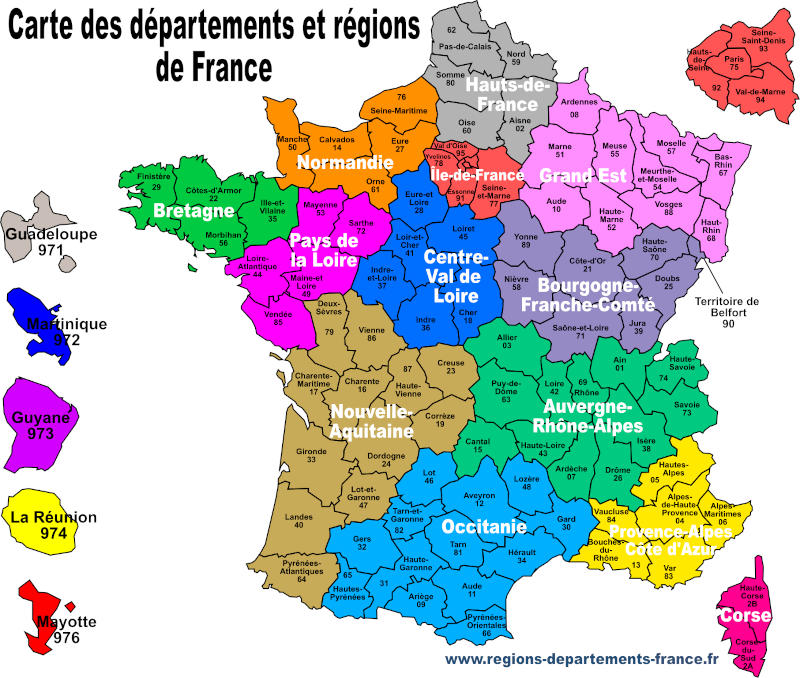 Carte des départements et régions
de France
62
Pas-de-Calais
Nord
59
Somme
80
Hauts-de-
France
Oise
60
Aisne
02
Seine-
Saint-Denis
93
Hauts-
de-
Seine
Paris
75
92
Val-de-Marne
94
76
Seine-Maritime
Manche
50
Calvados
14
Eure
27
Normandie
Orne
61
Val d'Oise
95
Yvelines
78
Île-de-France
Essonne
91
Seine-
et-Marne
77
Ardennes
08
Marne
51
Meuse
55
Moselle
57
Bas-
Rhin
67
Meurthe-
et-Moselle
54
Grand Est
Aude
10
Haute-
Marne
52
Vosges
88
Haut-
Rhin
68
Finistère
29
Côtes-d'Armor
22
Ille-et-
Vilaine
35
Bretagne
Morbihan
56
Mayenne
53
Sarthe
72
Pays de
la Loire
Loire-
Atlantique
44
Maine-et
Loire
49
Vendée
85
Eure-et
Loire
28
Loir-et-
Cher
41
Loiret
45
Centre-
Val de
Loire
Indre-
et-Loire
37
Indre
36
Cher
18
Yonne
89
Côte-d'Or
21
Haute-
Saône
70
Nièvre
58
Doubs
25
Bourgogne-
Franche-Comté
Saône-et-Loire
71
Jura
39
Territoire de
Belfort
90
Guadeloupe
971
Martinique
972
Guyane
973
La Réunion
974
Mayotte
976
Deux-
Sèvres
79
Vienne
86
Charente-
Maritime
17
Charente
16
87
Haute-
Vienne
Creuse
23
Nouvelle-
Aquitaine
Corrèze
19
Gironde
33
Dordogne
24
Lot-et-
Garonne
47
Landes
40
Pyrénées-
Atlantiques
64
Allier
03
Puy-de-
Dôme
63
Loire
42
69
Rhône
Ain
01
Haute-
Savoie
74
Savoie
73
Auvergne-
Rhône-Alpes
Cantal
15
Haute-Loire
43
Isère
38
Ardèche
07
Drôme
26
Lot
46
Lozère
48
Aveyron
12
Tarn-et
Garonne
82
Occitanie
Gard
30
Gers
32
Tarn
81
Hérault
34
Haute-
Garonne
31
65
Hautes-
Pyrénées
Ariège
09
Aude
11
Pyrénées-
Orientales
66
Hautes-
Alpes
05
Alpes-
de-Haute-
Provence
04
Alpes-
Maritimes
06
Vaucluse
84
Provence-Alpes
Côte d'Azur
Bouches-
du-
Rhône
13
Var
83
Haute-
Corse
2B
Corse
Corse-
du-Sud
2A
www.regions-departements-france.fr